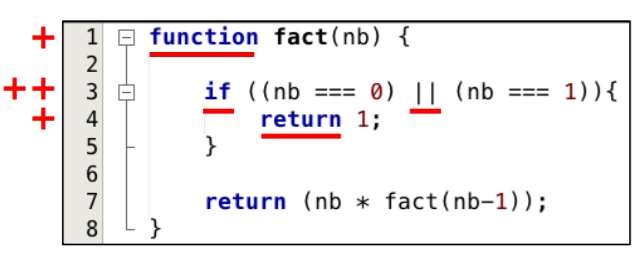 + 1 function fact(nb) {
2
++ 3 if ((nb === 0) || (nb === 1)){
+ 4 return 1;
5 }
6
7 return (nb * fact(nb-1));
8 }